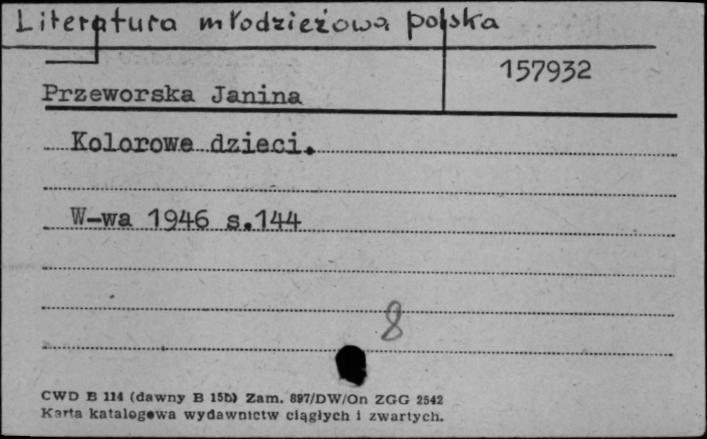 Literatura młodzieżowa polska
157932
Przeworska Janina
Kolorowe dzieci.
W-wa 1946 s.144
8
CWD B 114 (dawny B 15b) Zam. 897/DW/On ZGG 2542
Karta katalogowa wydawnictw ciągłych i zwartych.